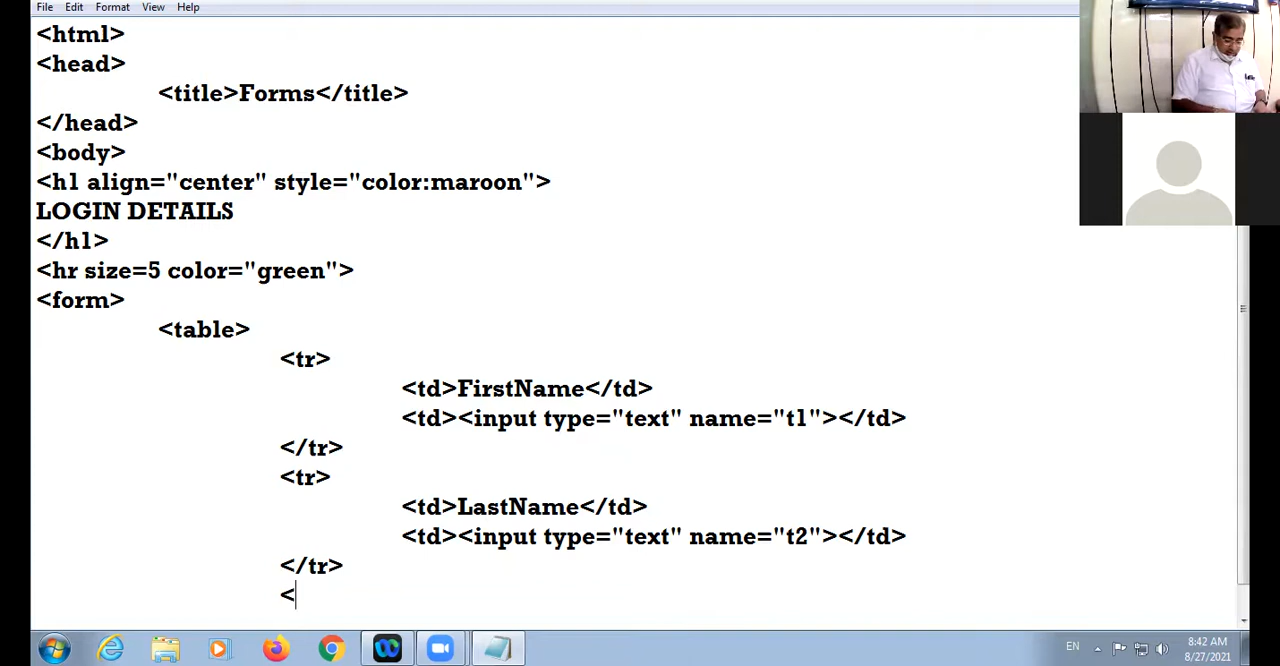 File Edit Format View Help
<html>
<head>
<title>Forms</title>
</head>
<body>
<h1 align="center" style="color:maroon">
LOGIN DETAILS
</h1>
<hr size=5 color="green">
<form>
<table>
<tr>
<td>FirstName</td>
<td><input type="text" name="t1"></td>
</tr>
<tr>
<td>LastName</td>
<td><input type="text" name="t2"></td>
</tr>
<
EN
8:42 AM
8/27/2021